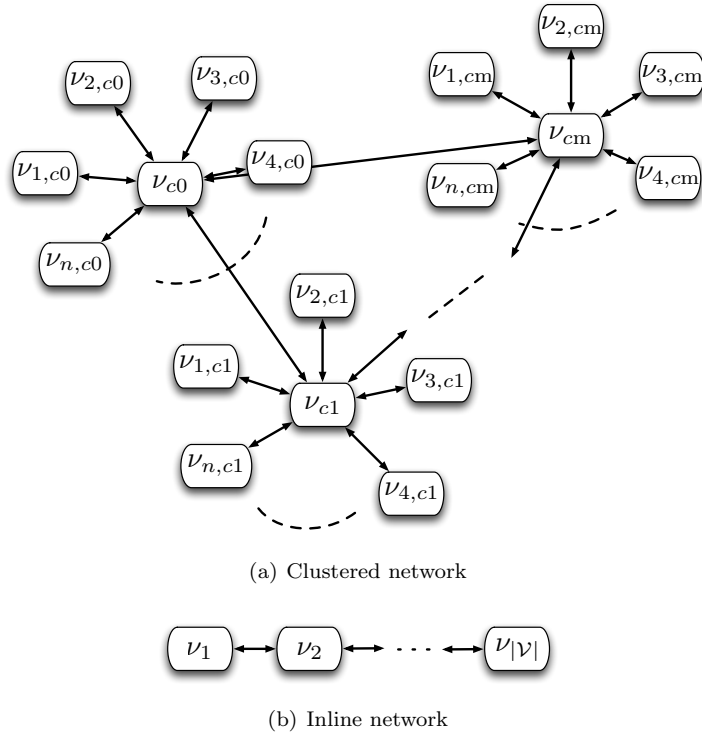 ν2,cm
ν2,c0
ν3,c0
ν1,cm
ν3,cm
ν4,c0
νcm
ν1,c0
νc0
νn,cm
ν4,cm
νn,c0
ν2,c1
ν1,c1
ν3,c1
νc1
νn,c1
ν4,c1
(a) Clustered network
ν1 ν2 · · · ν|𝒱|
(b) Inline network